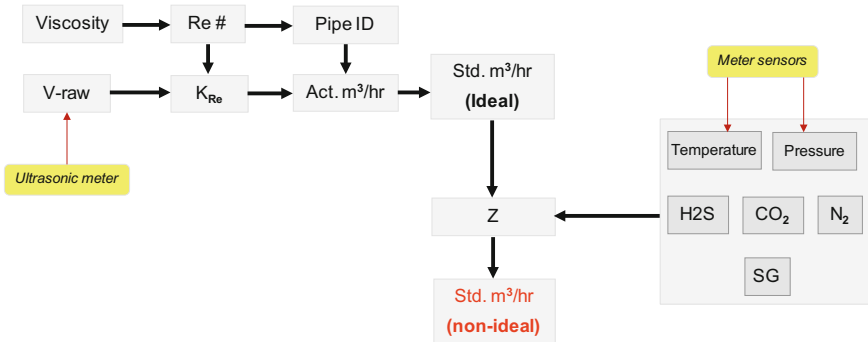 Viscosity
Re #
Pipe ID
V-raw
K_Re
Act. m³/hr
Std. m³/hr
(Ideal)
Ultrasonic meter
Meter sensors
Temperature
Pressure
H2S
CO₂
N₂
SG
Z
Std. m³/hr
(non-ideal)